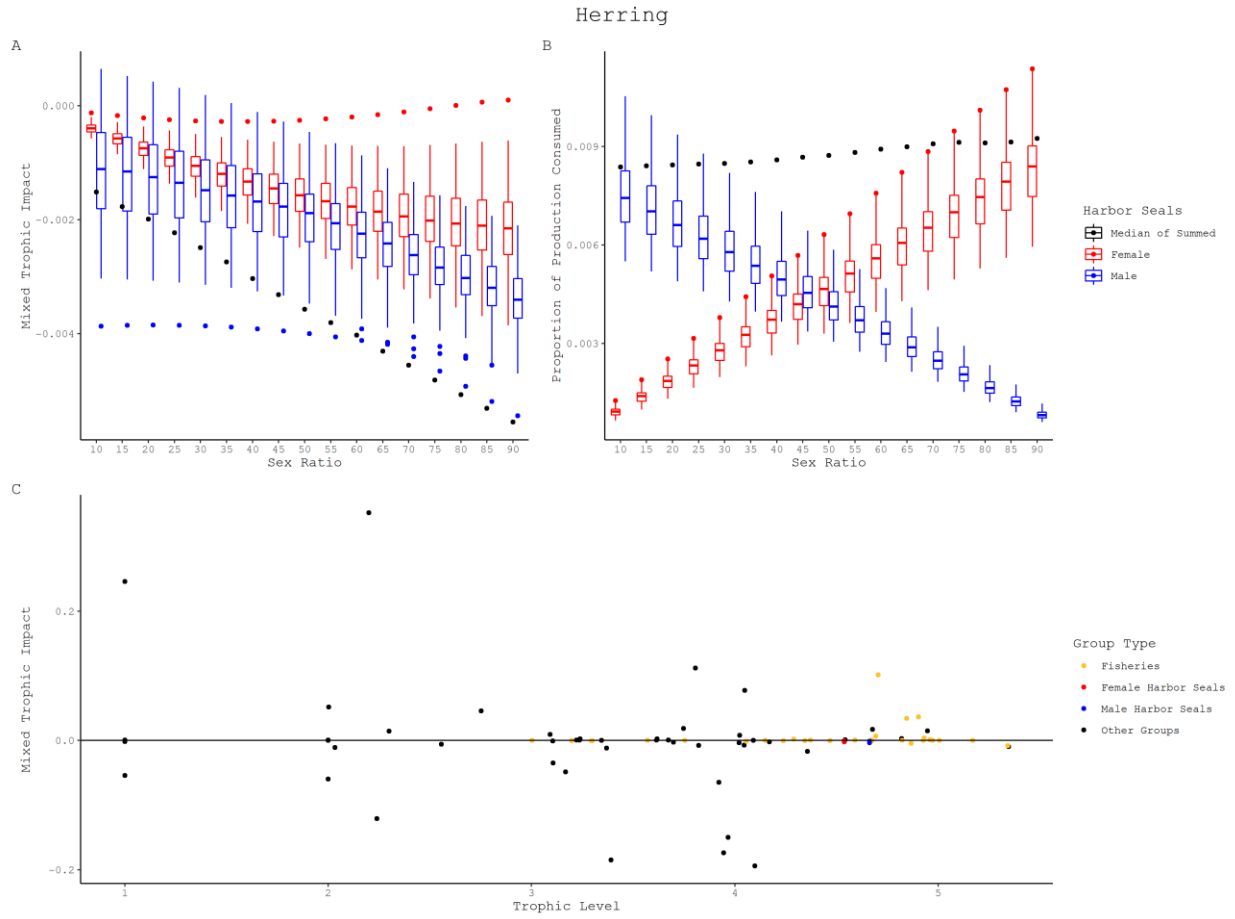 Herring
A
Mixed Trophic Impact
0.000
-0.002
-0.004
10 15 20 25 30 35 40 45 50 55 60 65 70 75 80 85 90
Sex Ratio
B
Proportion of Production Consumed
0.009
0.006
0.003
10 15 20 25 30 35 40 45 50 55 60 65 70 75 80 85 90
Sex Ratio
Harbor Seals
Median of Summed
Female
Male
C
Mixed Trophic Impact
0.2
0.0
-0.2
1 2 3 4 5
Trophic Level
Group Type
Fisheries
Female Harbor Seals
Male Harbor Seals
Other Groups